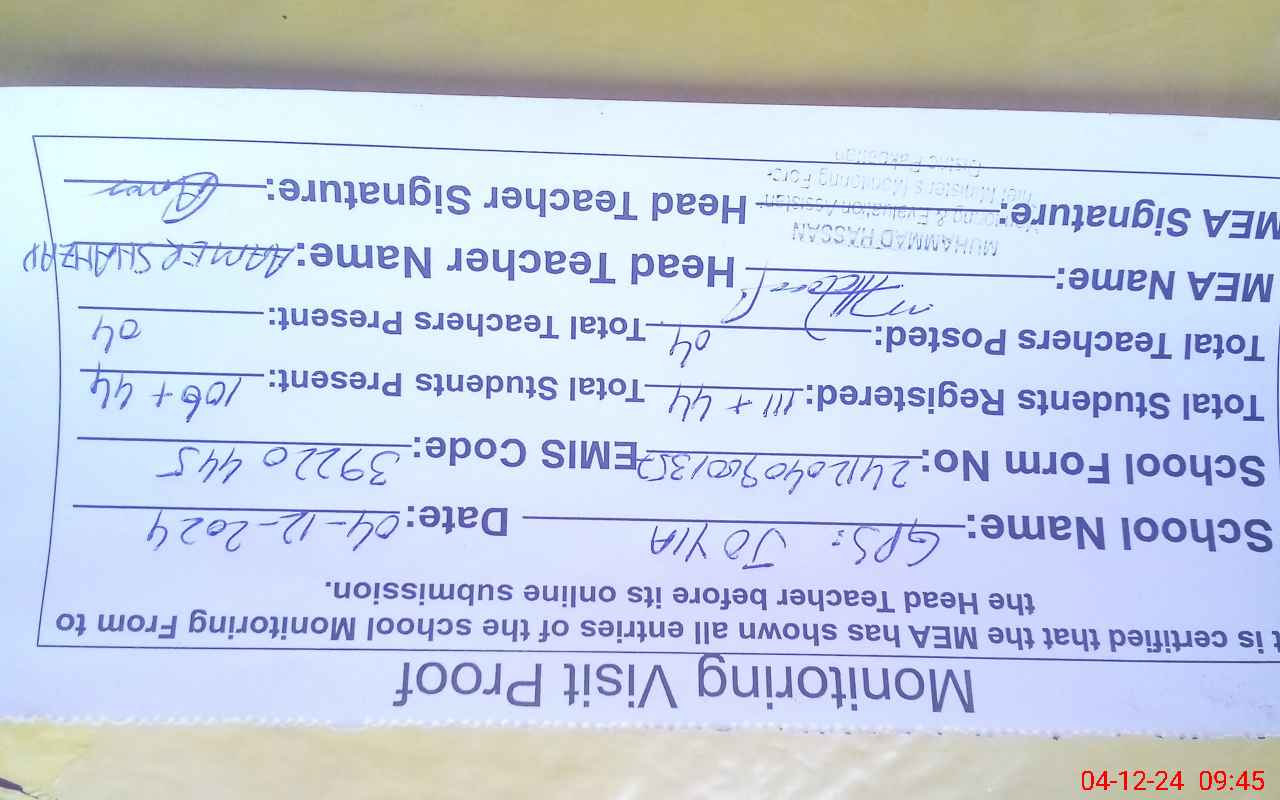 Monitoring Visit Proof
t is certified that the MEA has shown all entries of the school Monitoring From to
the Head Teacher before its online submission.
School Name: GPS: JOYIA Date: 04-12-2024
School Form No: EMIS Code: 39220445
Total Students Registered: 111 + 44 Total Students Present: 106 + 44
Total Teachers Posted: 04 Total Teachers Present: 04
MEA Name: Head Teacher Name: AAMER SHAHZAD
MUHAMMAD HASSAN
MEA Signature: Head Teacher Signature:
Monitoring & Evaluation Assistant
Minister's Monitoring Force
Pakpattan
04-12-24 09:45